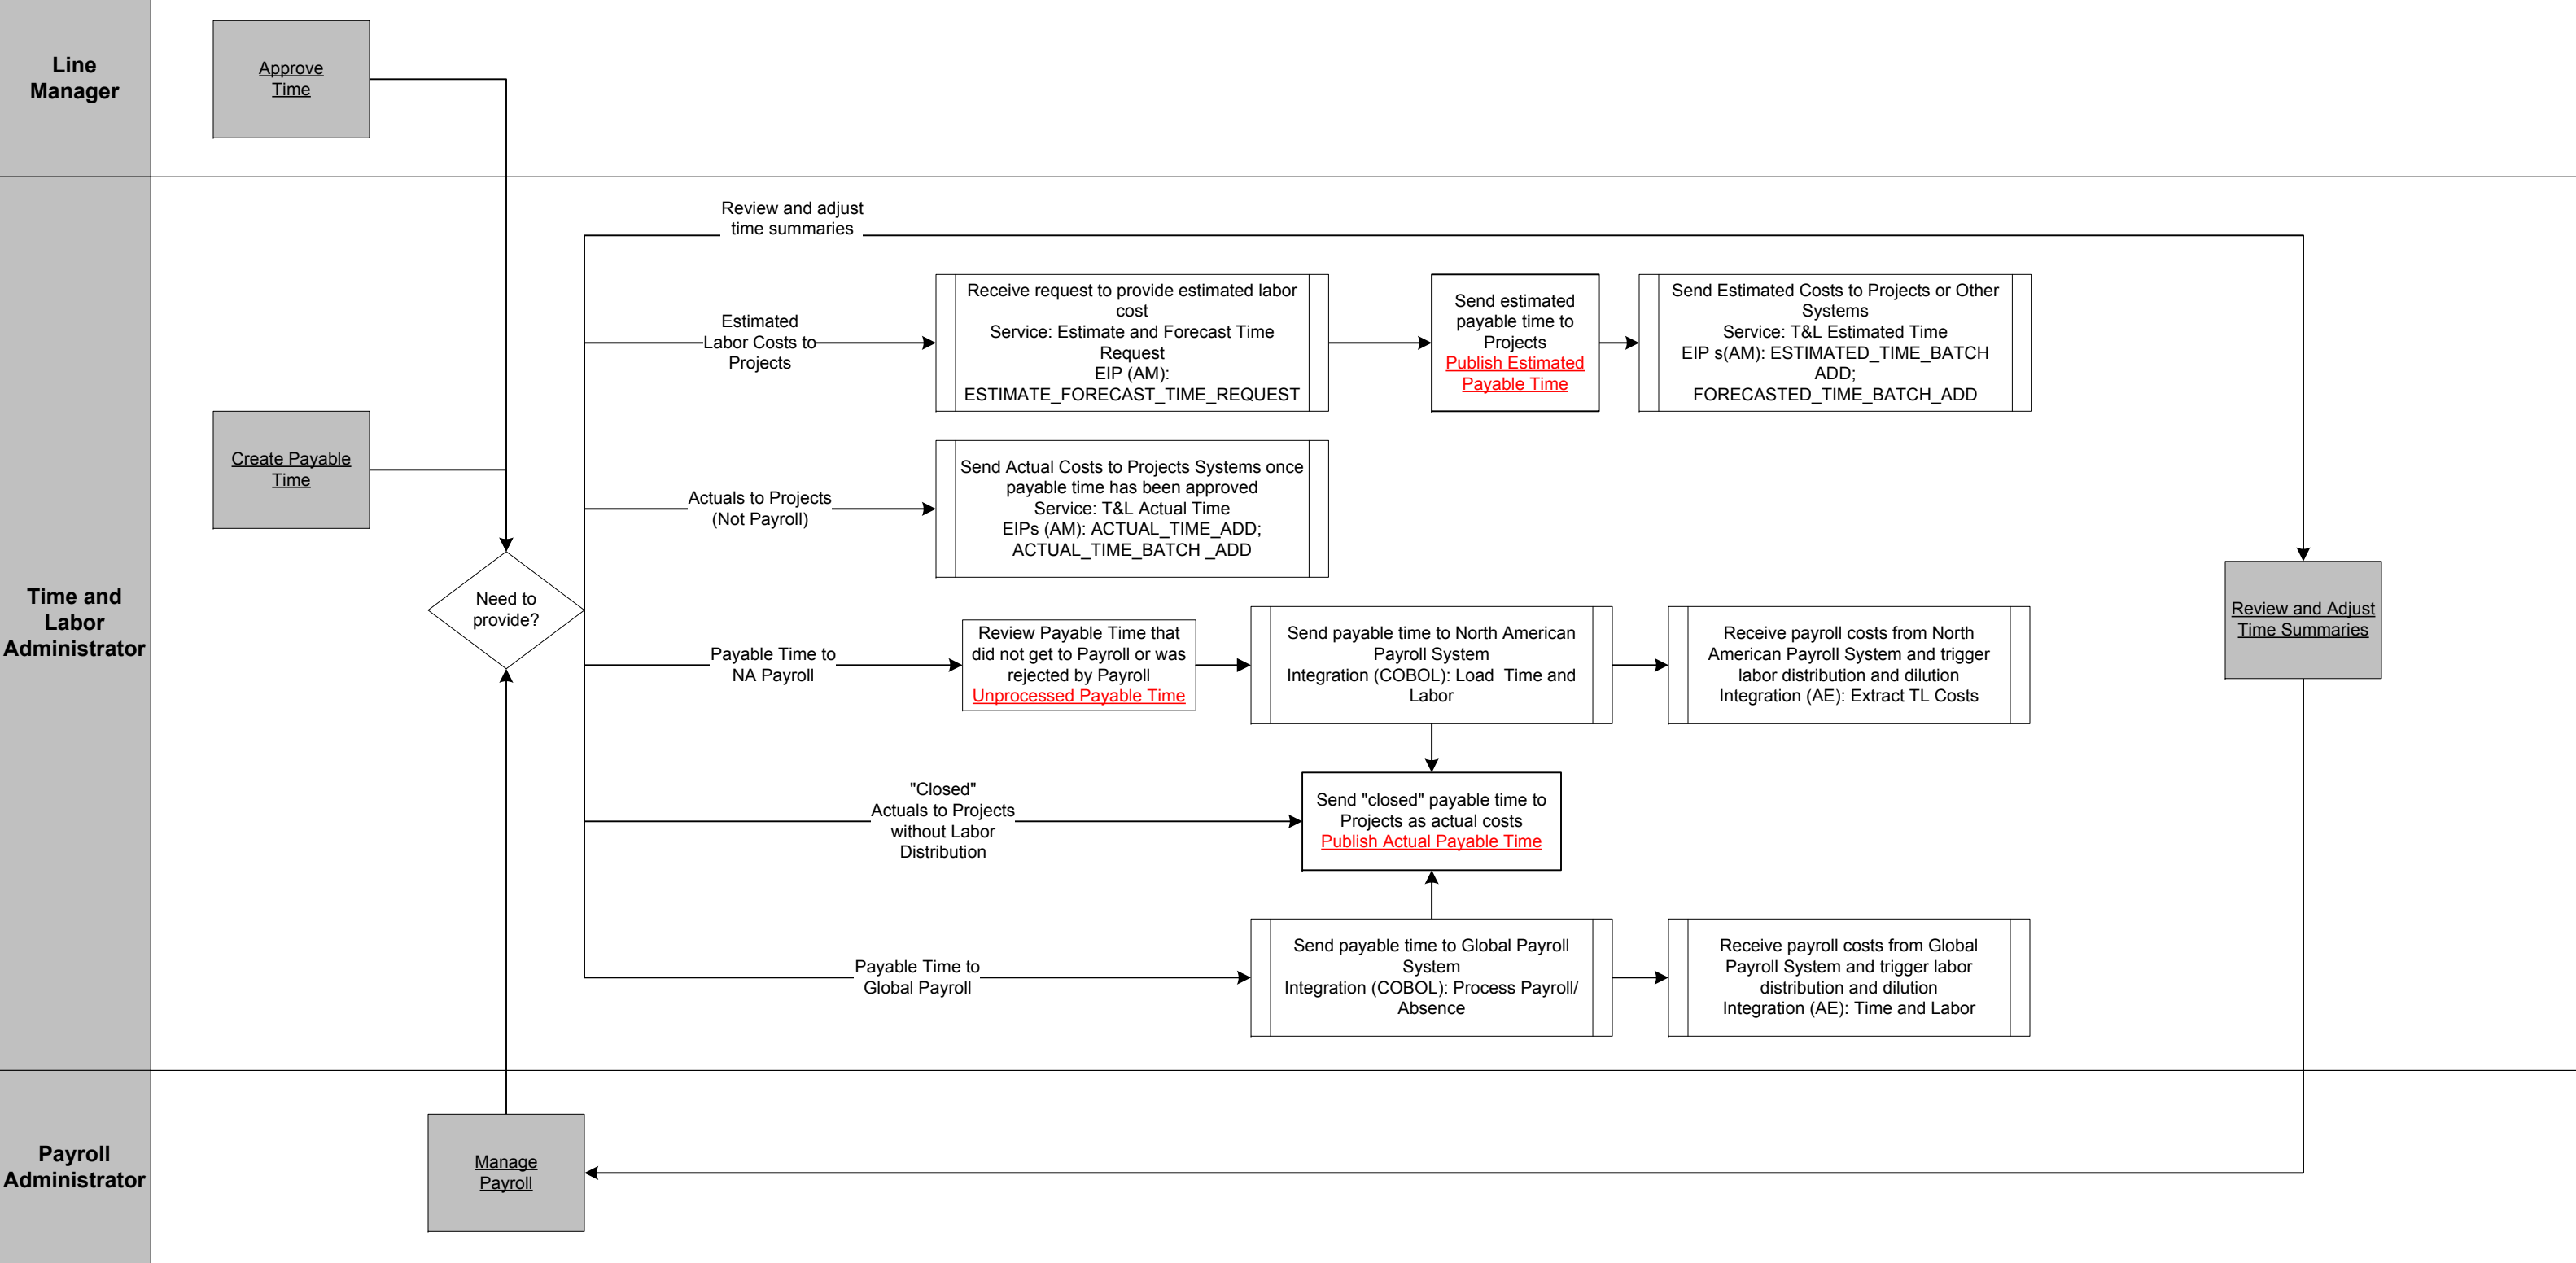 Line
Manager
Approve
Time
Time and
Labor
Administrator
Create Payable
Time
Need to
provide?
Review and adjust
time summaries
Estimated
Labor Costs to
Projects
Receive request to provide estimated labor
cost
Service: Estimate and Forecast Time
Request
EIP (AM):
ESTIMATE_FORECAST_TIME_REQUEST
Send estimated
payable time to
Projects
Publish Estimated
Payable Time
Send Estimated Costs to Projects or Other
Systems
Service: T&L Estimated Time
EIP s(AM): ESTIMATED_TIME_BATCH
ADD;
FORECASTED_TIME_BATCH_ADD
Actuals to Projects
(Not Payroll)
Send Actual Costs to Projects Systems once
payable time has been approved
Service: T&L Actual Time
EIPs (AM): ACTUAL_TIME_ADD;
ACTUAL_TIME_BATCH _ADD
Payable Time to
NA Payroll
Review Payable Time that
did not get to Payroll or was
rejected by Payroll
Unprocessed Payable Time
Send payable time to North American
Payroll System
Integration (COBOL): Load  Time and
Labor
Receive payroll costs from North
American Payroll System and trigger
labor distribution and dilution
Integration (AE): Extract TL Costs
Review and Adjust
Time Summaries
"Closed"
Actuals to Projects
without Labor
Distribution
Send "closed" payable time to
Projects as actual costs
Publish Actual Payable Time
Payable Time to
Global Payroll
Send payable time to Global Payroll
System
Integration (COBOL): Process Payroll/
Absence
Receive payroll costs from Global
Payroll System and trigger labor
distribution and dilution
Integration (AE): Time and Labor
Payroll
Administrator
Manage
Payroll